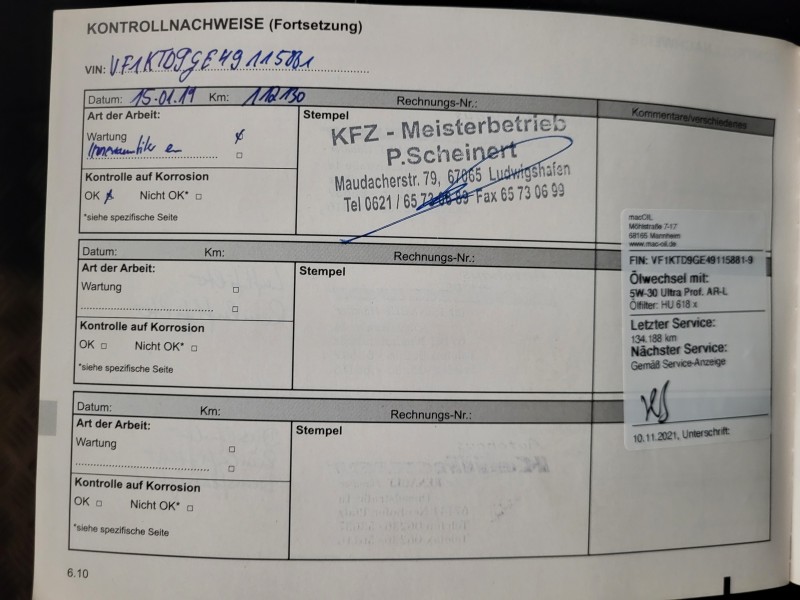 KONTROLLNACHWEISE (Fortsetzung)
VIN: VF1KTD9GE49115881
Datum: 15.01.19 Km: 112130 Rechnungs-Nr.: Kommentare/verschiedenes
Art der Arbeit: Stempel
Wartung
KFZ - Meisterbetrieb
P.Scheinert
Maudacherstr. 79, 67065 Ludwigshafen
Tel 0621 / 65 73 06 89 Fax 65 73 06 99
Kontrolle auf Korrosion
OK Nicht OK*
*siehe spezifische Seite
Datum: Km: Rechnungs-Nr.:
Art der Arbeit: Stempel
Wartung
Kontrolle auf Korrosion
OK Nicht OK*
*siehe spezifische Seite
Datum: Km: Rechnungs-Nr.:
Art der Arbeit: Stempel
Wartung
Kontrolle auf Korrosion
OK Nicht OK*
*siehe spezifische Seite
6.10
macOIL
Möhlstraße 7-17
68165 Mannheim
www.mac-oil.de
FIN: VF1KTD9GE49115881-9
Ölwechsel mit:
5W-30 Ultra Prof. AR-L
Ölfilter: HU 618 x
Letzter Service:
134.188 km
Nächster Service:
Gemäß Service-Anzeige
10.11.2021, Unterschrift: